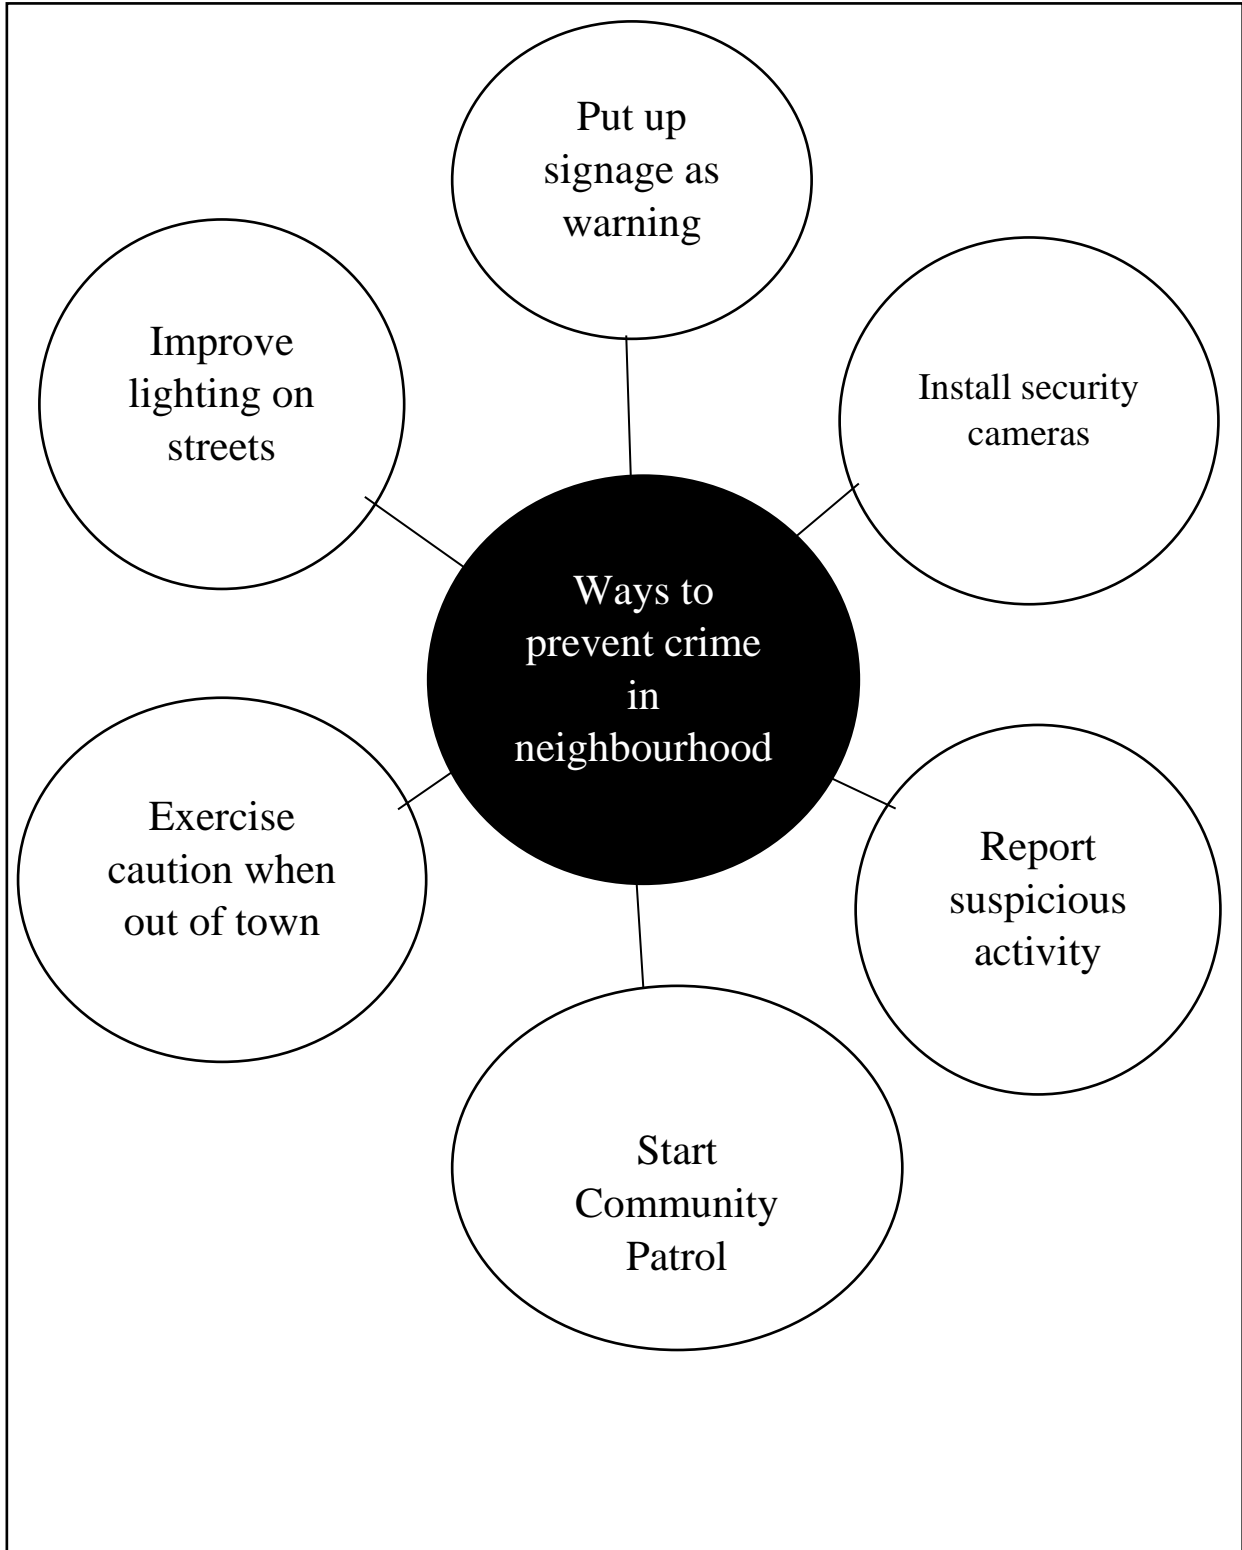 Put up
signage as
warning
Improve
lighting on
streets
Install security
cameras
Ways to
prevent crime
in
neighbourhood
Exercise
caution when
out of town
Report
suspicious
activity
Start
Community
Patrol